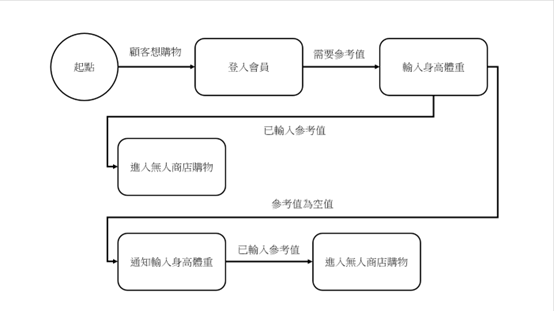 顧客想購物
需要參考值
起點
登入會員
輸入身高體重
已輸入參考值
進入無人商店購物
參考值為空值
已輸入參考值
通知輸入身高體重
進入無人商店購物